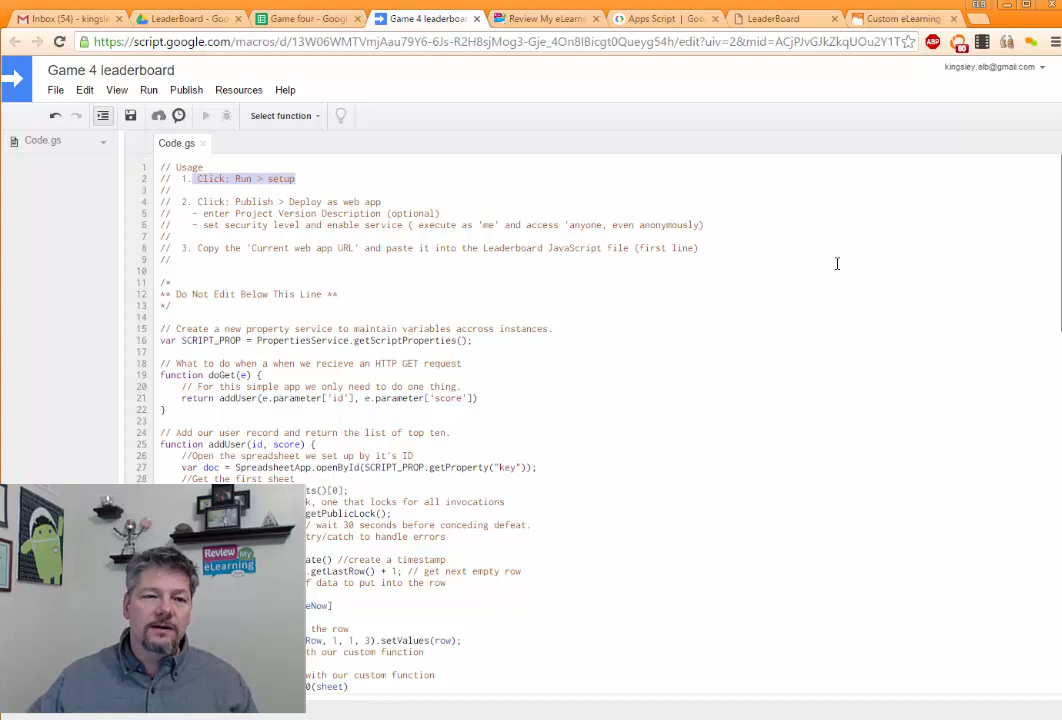 Inbox (53) - kingsle
LeaderBoard - Goo
Game four - Google
Game 4 leaderboa
Review My eLearn
Apps Script | Goo
LeaderBoard
Custom eLearning
https://script.google.com/macros/d/13W06WMTVmjAau79Y6-6Js-R2H8sjMog3-Gje_4On8IBicgt0Queyg54h/edit?uiv=2&mid=ACjPJvGJkZkqUOu2Y1T
ABP
Game 4 leaderboard
kingsley.elb@gmail.com
File Edit View Run Publish Resources Help
Select function
Code.gs
Code.gs
1 // Usage
2 // 1. Click: Run > setup
3 //
4 // 2. Click: Publish > Deploy as web app
5 // - enter Project Version Description (optional)
6 // - set security level and enable service ( execute as 'me' and access 'anyone, even anonymously)
7 //
8 // 3. Copy the 'Current web app URL' and paste it into the Leaderboard JavaScript file (first line)
9 //
10
11 /*
12 ** Do Not Edit Below This Line **
13 */
14
15 // Create a new property service to maintain variables accross instances.
16 var SCRIPT_PROP = PropertiesService.getScriptProperties();
17
18 // What to do when a when we recieve an HTTP GET request
19 function doGet(e) {
20 // For this simple app we only need to do one thing.
21 return addUser(e.parameter['id'], e.parameter['score'])
22 }
23
24 // Add our user record and return the list of top ten.
25 function addUser(id, score) {
26 //Open the spreadsheet we set up by it's ID
27 var doc = SpreadsheetApp.openById(SCRIPT_PROP.getProperty("key"));
28 //Get the first sheet
ts()[0];
k, one that locks for all invocations
getPublicLock();
/ wait 30 seconds before conceding defeat.
try/catch to handle errors
ate() //create a timestamp
.getLastRow() + 1; // get next empty row
f data to put into the row
eNow]
the row
Row, 1, 1, 3).setValues(row);
th our custom function
with our custom function
0(sheet)
Review My
eLearning